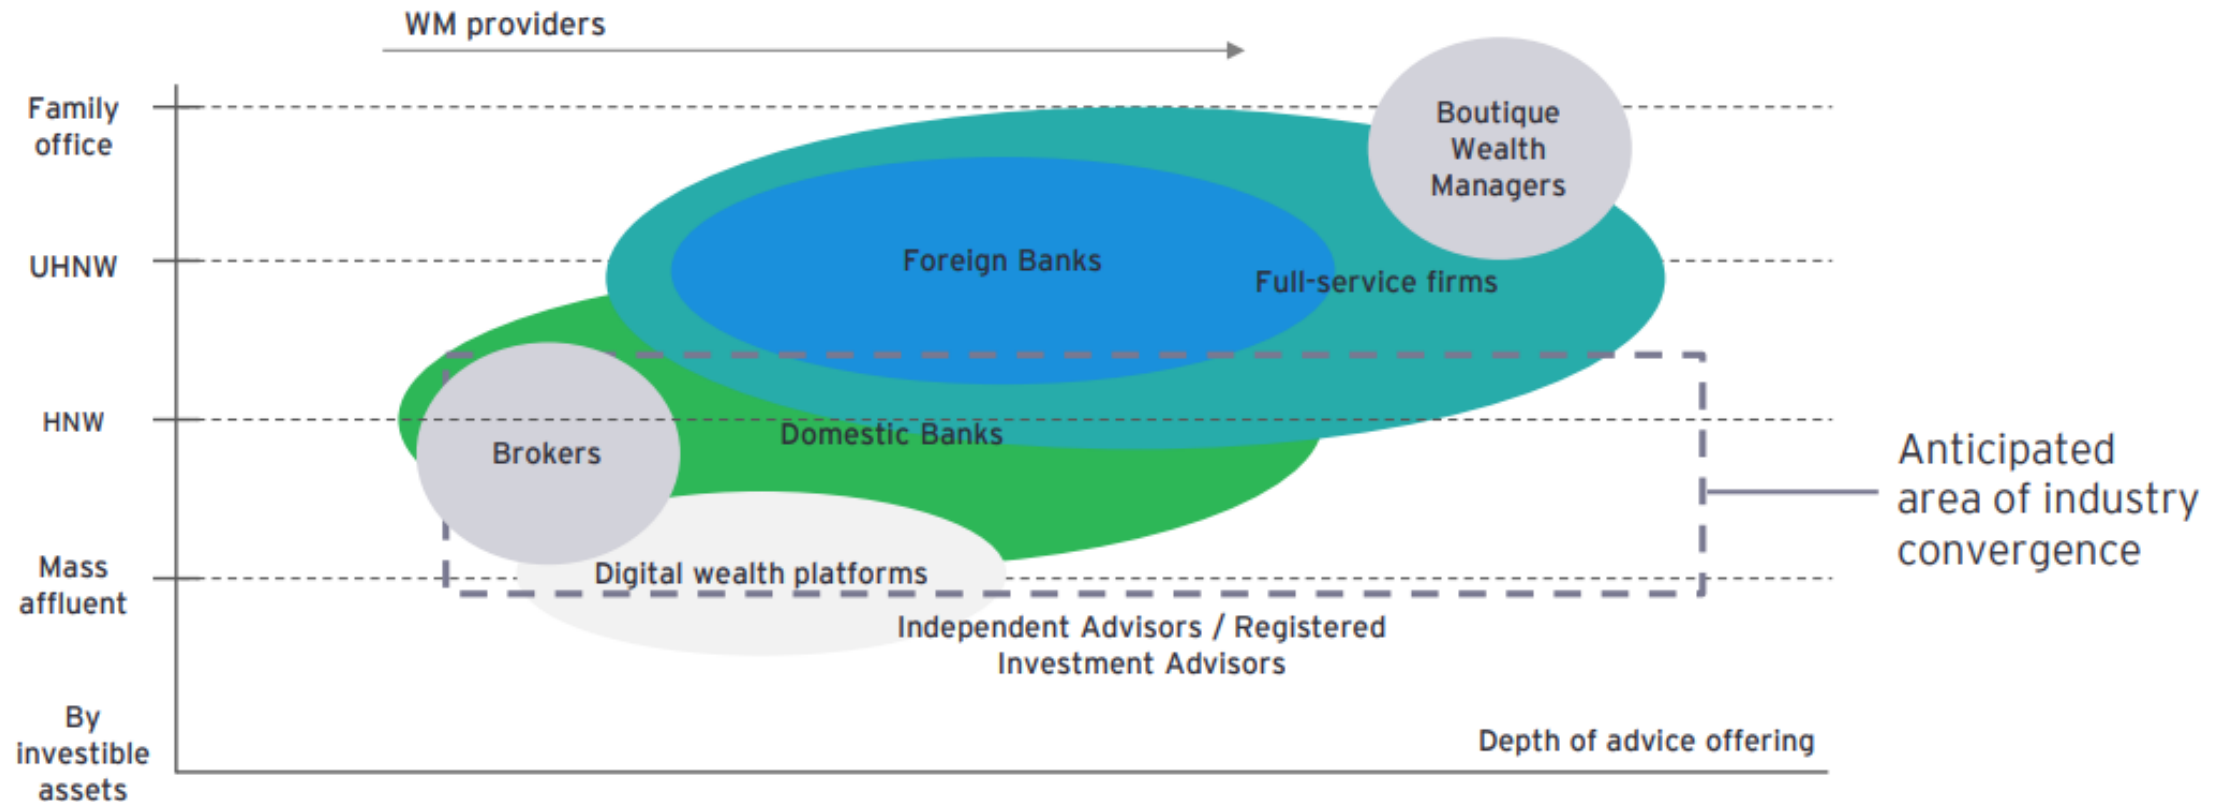 WM providers
Family
office
Boutique
Wealth
Managers
UHNW
Foreign Banks
Full-service firms
HNW
Domestic Banks
Brokers
Anticipated
area of industry
convergence
Mass
affluent
Digital wealth platforms
Independent Advisors / Registered
Investment Advisors
By
investible
assets
Depth of advice offering